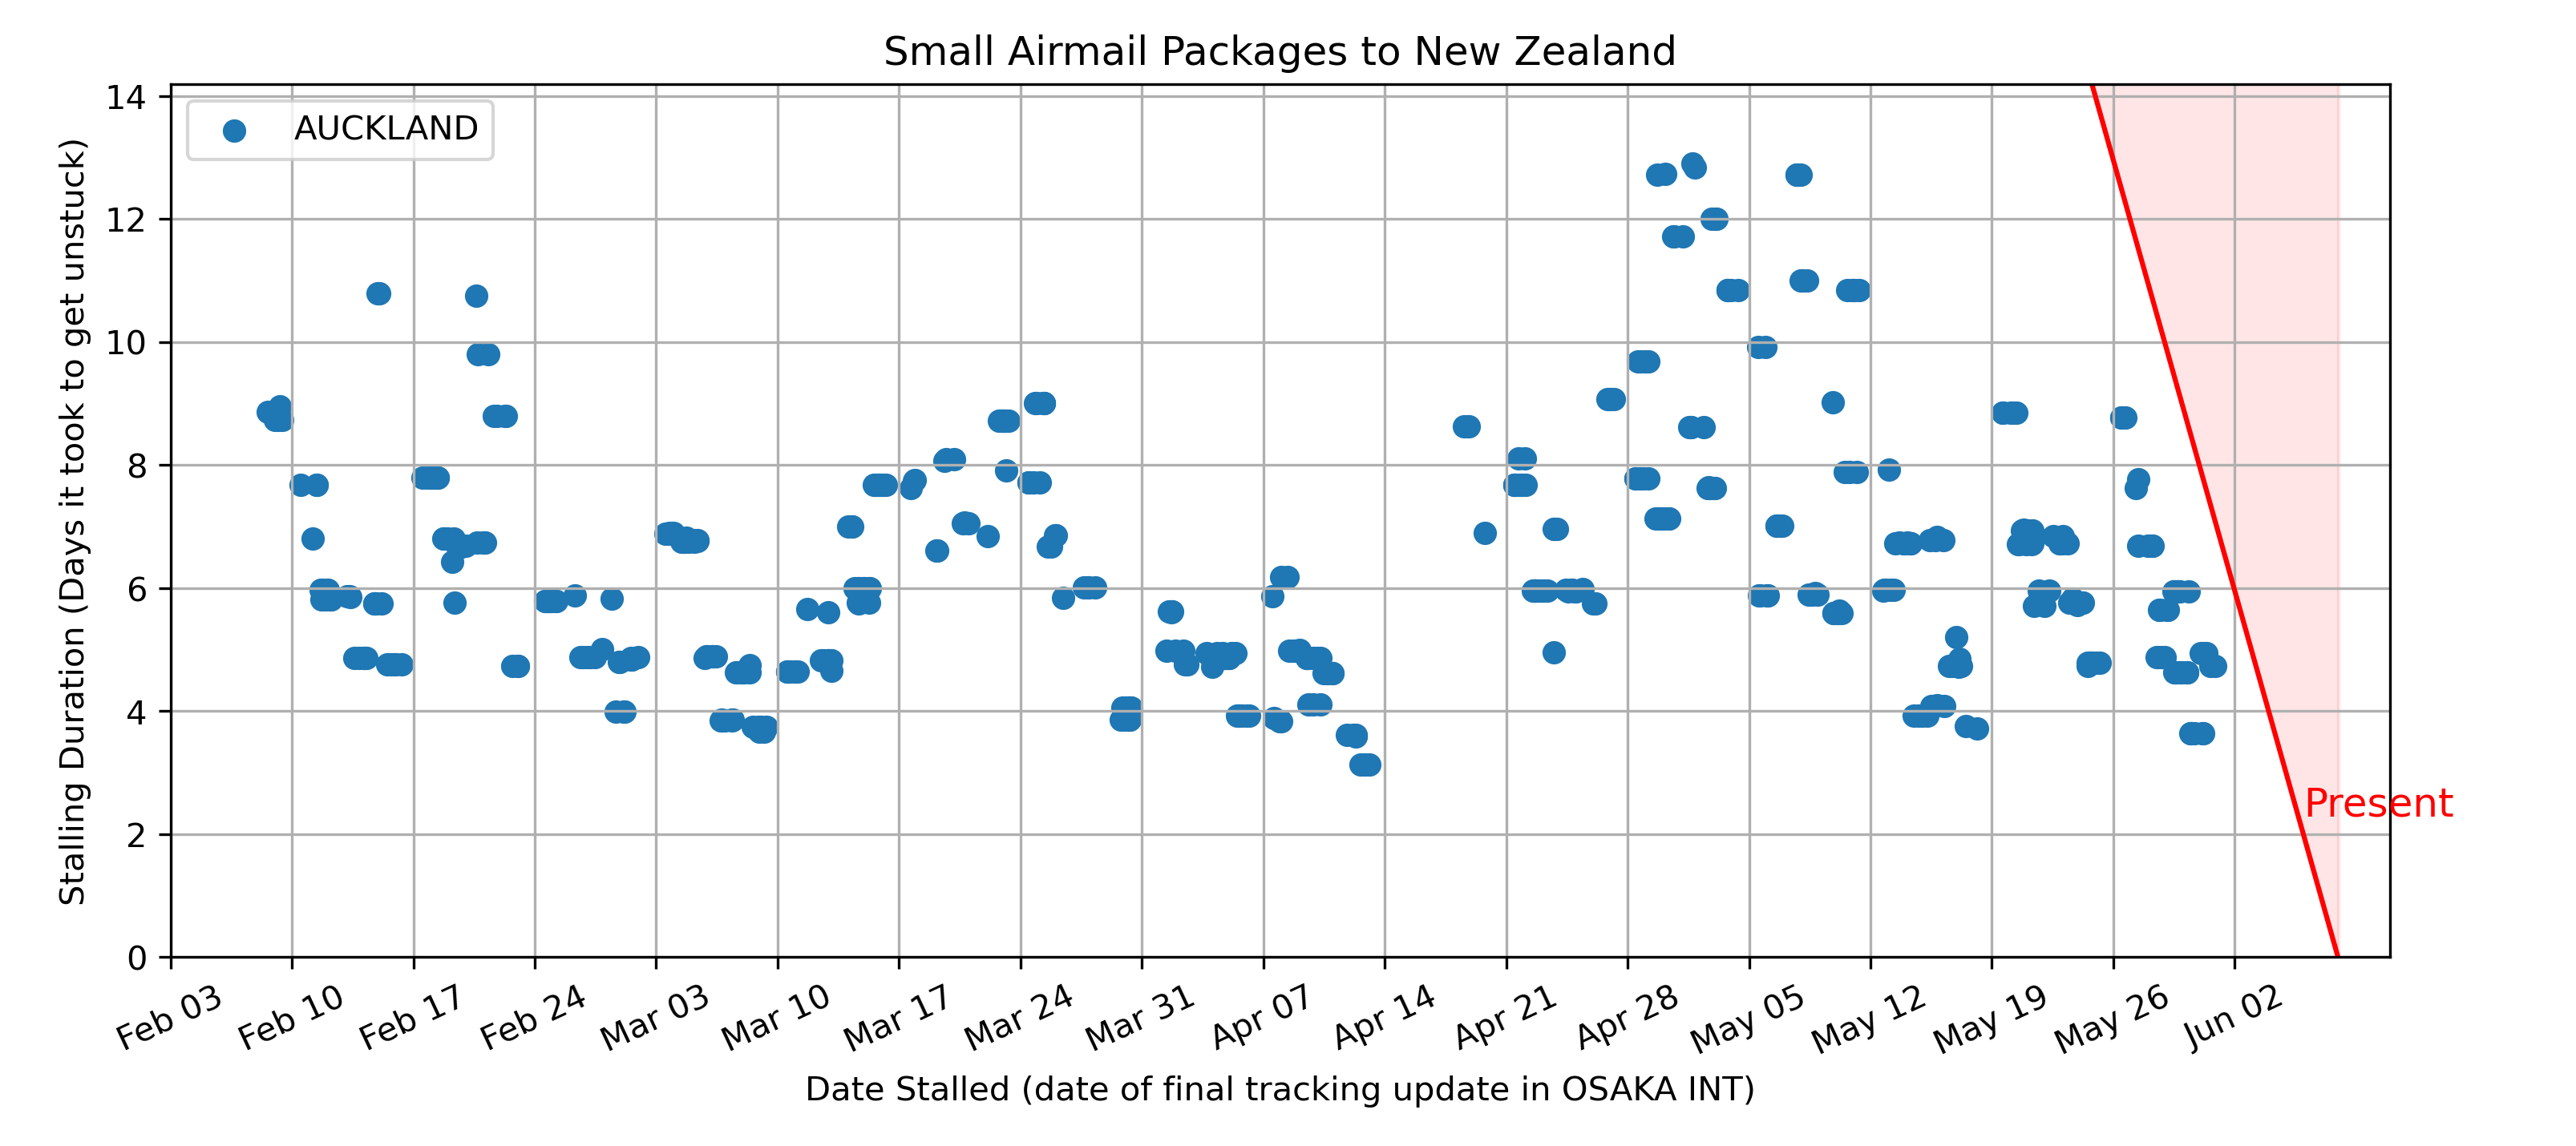 Small Airmail Packages to New Zealand
AUCKLAND
Stalling Duration (Days it took to get unstuck)
14
12
10
8
6
4
2
0
Present
Feb 03
Feb 10
Feb 17
Feb 24
Mar 03
Mar 10
Mar 17
Mar 24
Mar 31
Apr 07
Apr 14
Apr 21
Apr 28
May 05
May 12
May 19
May 26
Jun 02
Date Stalled (date of final tracking update in OSAKA INT)